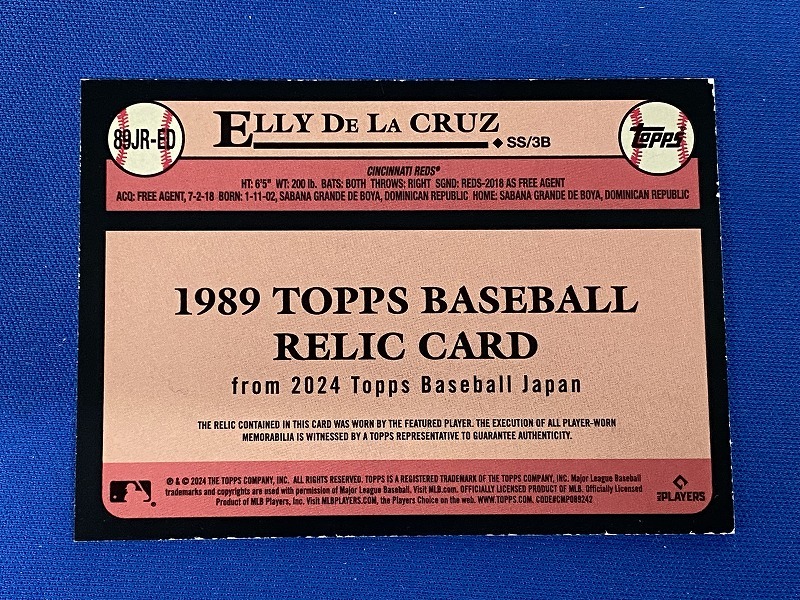 89JR-ED
ELLY DE LA CRUZ
SS/3B
Topps
CINCINNATI REDS®
HT: 6'5" WT: 200 lb. BATS: BOTH THROWS: RIGHT SGND: REDS-2018 AS FREE AGENT
ACQ: FREE AGENT, 7-2-18 BORN: 1-11-02, SABANA GRANDE DE BOYA, DOMINICAN REPUBLIC HOME: SABANA GRANDE DE BOYA, DOMINICAN REPUBLIC
1989 TOPPS BASEBALL
RELIC CARD
from 2024 Topps Baseball Japan
THE RELIC CONTAINED IN THIS CARD WAS WORN BY THE FEATURED PLAYER. THE EXECUTION OF ALL PLAYER-WORN
MEMORABILIA IS WITNESSED BY A TOPPS REPRESENTATIVE TO GUARANTEE AUTHENTICITY.
℗ & © 2024 THE TOPPS COMPANY, INC. ALL RIGHTS RESERVED. TOPPS IS A REGISTERED TRADEMARK OF THE TOPPS COMPANY, INC. Major League Baseball
trademarks and copyrights are used with permission of Major League Baseball. Visit MLB.com. OFFICIALLY LICENSED PRODUCT OF MLB. Officially Licensed
Product of MLB Players, Inc. Visit MLBPLAYERS.COM, the Players Choice on the web. WWW.TOPPS.COM. CODE#CMP089242
MLB PLAYERS